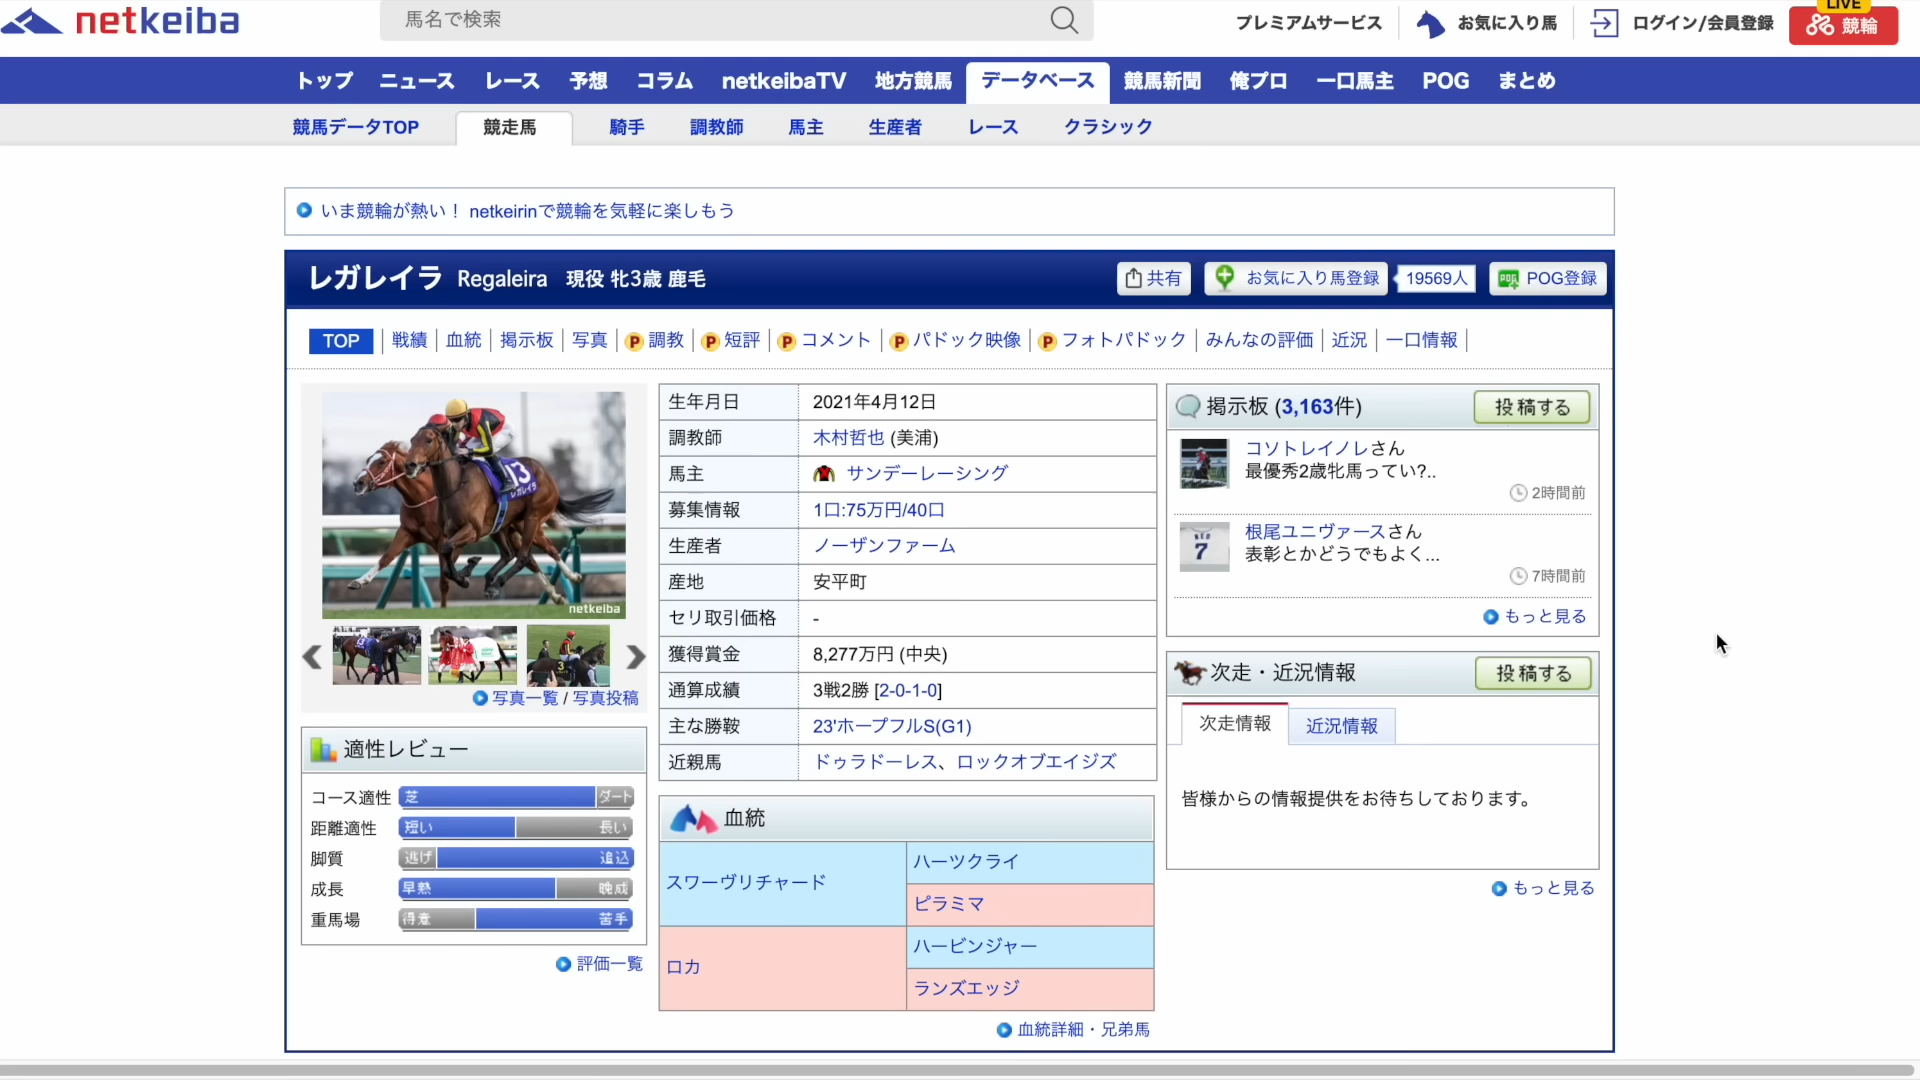 netkeiba
馬名で検索
プレミアムサービス
お気に入り馬
ログイン/会員登録
LIVE
競輪
トップ ニュース レース 予想 コラム netkeibaTV 地方競馬 データベース 競馬新聞 俺プロ 一口馬主 POG まとめ
競馬データTOP 競走馬 騎手 調教師 馬主 生産者 レース クラシック
いま競輪が熱い！ netkeirinで競輪を気軽に楽しもう
レガレイラ Regaleira 現役 牝3歳 鹿毛
共有
お気に入り馬登録
19569人
POG登録
TOP 戦績 血統 掲示板 写真 P 調教 P 短評 P コメント P パドック映像 P フォトパドック みんなの評価 近況 一口情報
13
レガレイラ
netkeiba
写真一覧 / 写真投稿
適性レビュー
コース適性 芝 ダート
距離適性 短い 長い
脚質 逃げ 追込
成長 早熟 晩成
重馬場 得意 苦手
評価一覧
生年月日 2021年4月12日
調教師 木村哲也 (美浦)
馬主 サンデーレーシング
募集情報 1口:75万円/40口
生産者 ノーザンファーム
産地 安平町
セリ取引価格 -
獲得賞金 8,277万円 (中央)
通算成績 3戦2勝 [2-0-1-0]
主な勝鞍 23'ホープフルS(G1)
近親馬 ドゥラドーレス、ロックオブエイジズ
血統
スワーヴリチャード
ハーツクライ
ピラミマ
ロカ
ハービンジャー
ランズエッジ
血統詳細・兄弟馬
掲示板 (3,163件)
投稿する
コソトレイノレさん
最優秀2歳牝馬ってい?..
2時間前
7
根尾ユニヴァースさん
表彰とかどうでもよく...
7時間前
もっと見る
次走・近況情報
投稿する
次走情報 近況情報
皆様からの情報提供をお待ちしております。
もっと見る